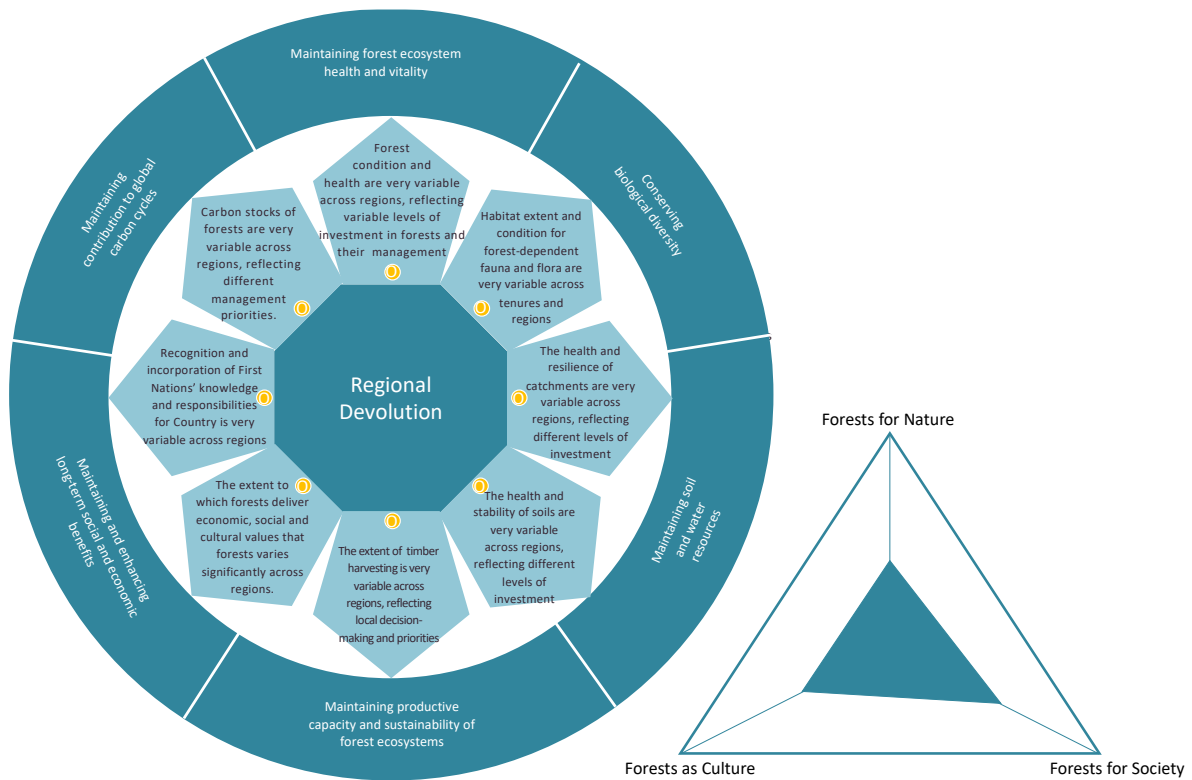 Maintaining forest ecosystem
health and vitality
Conserving
biological diversity
Maintaining soil
and water
resources
Maintaining productive
capacity and sustainability of
forest ecosystems
Maintaining and enhancing
long-term social and economic
benefits
Maintaining
contribution to global
carbon cycles
Forest
condition and
health are very variable
across regions, reflecting
variable levels of
investment in forests and
their management
Habitat extent and
condition for
forest-dependent
fauna and flora are
very variable across
tenures and
regions
The health and
resilience of
catchments are very
variable across
regions, reflecting
different levels of
investment
The health and
stability of soils are
very variable
across regions,
reflecting different
levels of
investment
The extent of timber
harvesting is very
variable across
regions, reflecting
local decision-
making and priorities
The extent to
which forests deliver
economic, social and
cultural values that
forests varies
significantly across
regions.
Recognition and
incorporation of First
Nations' knowledge
and responsibilities
for Country is very
variable across regions
Carbon stocks of
forests are very
variable across
regions, reflecting
different
management
priorities.
Regional
Devolution
Forests for Nature
Forests as Culture
Forests for Society